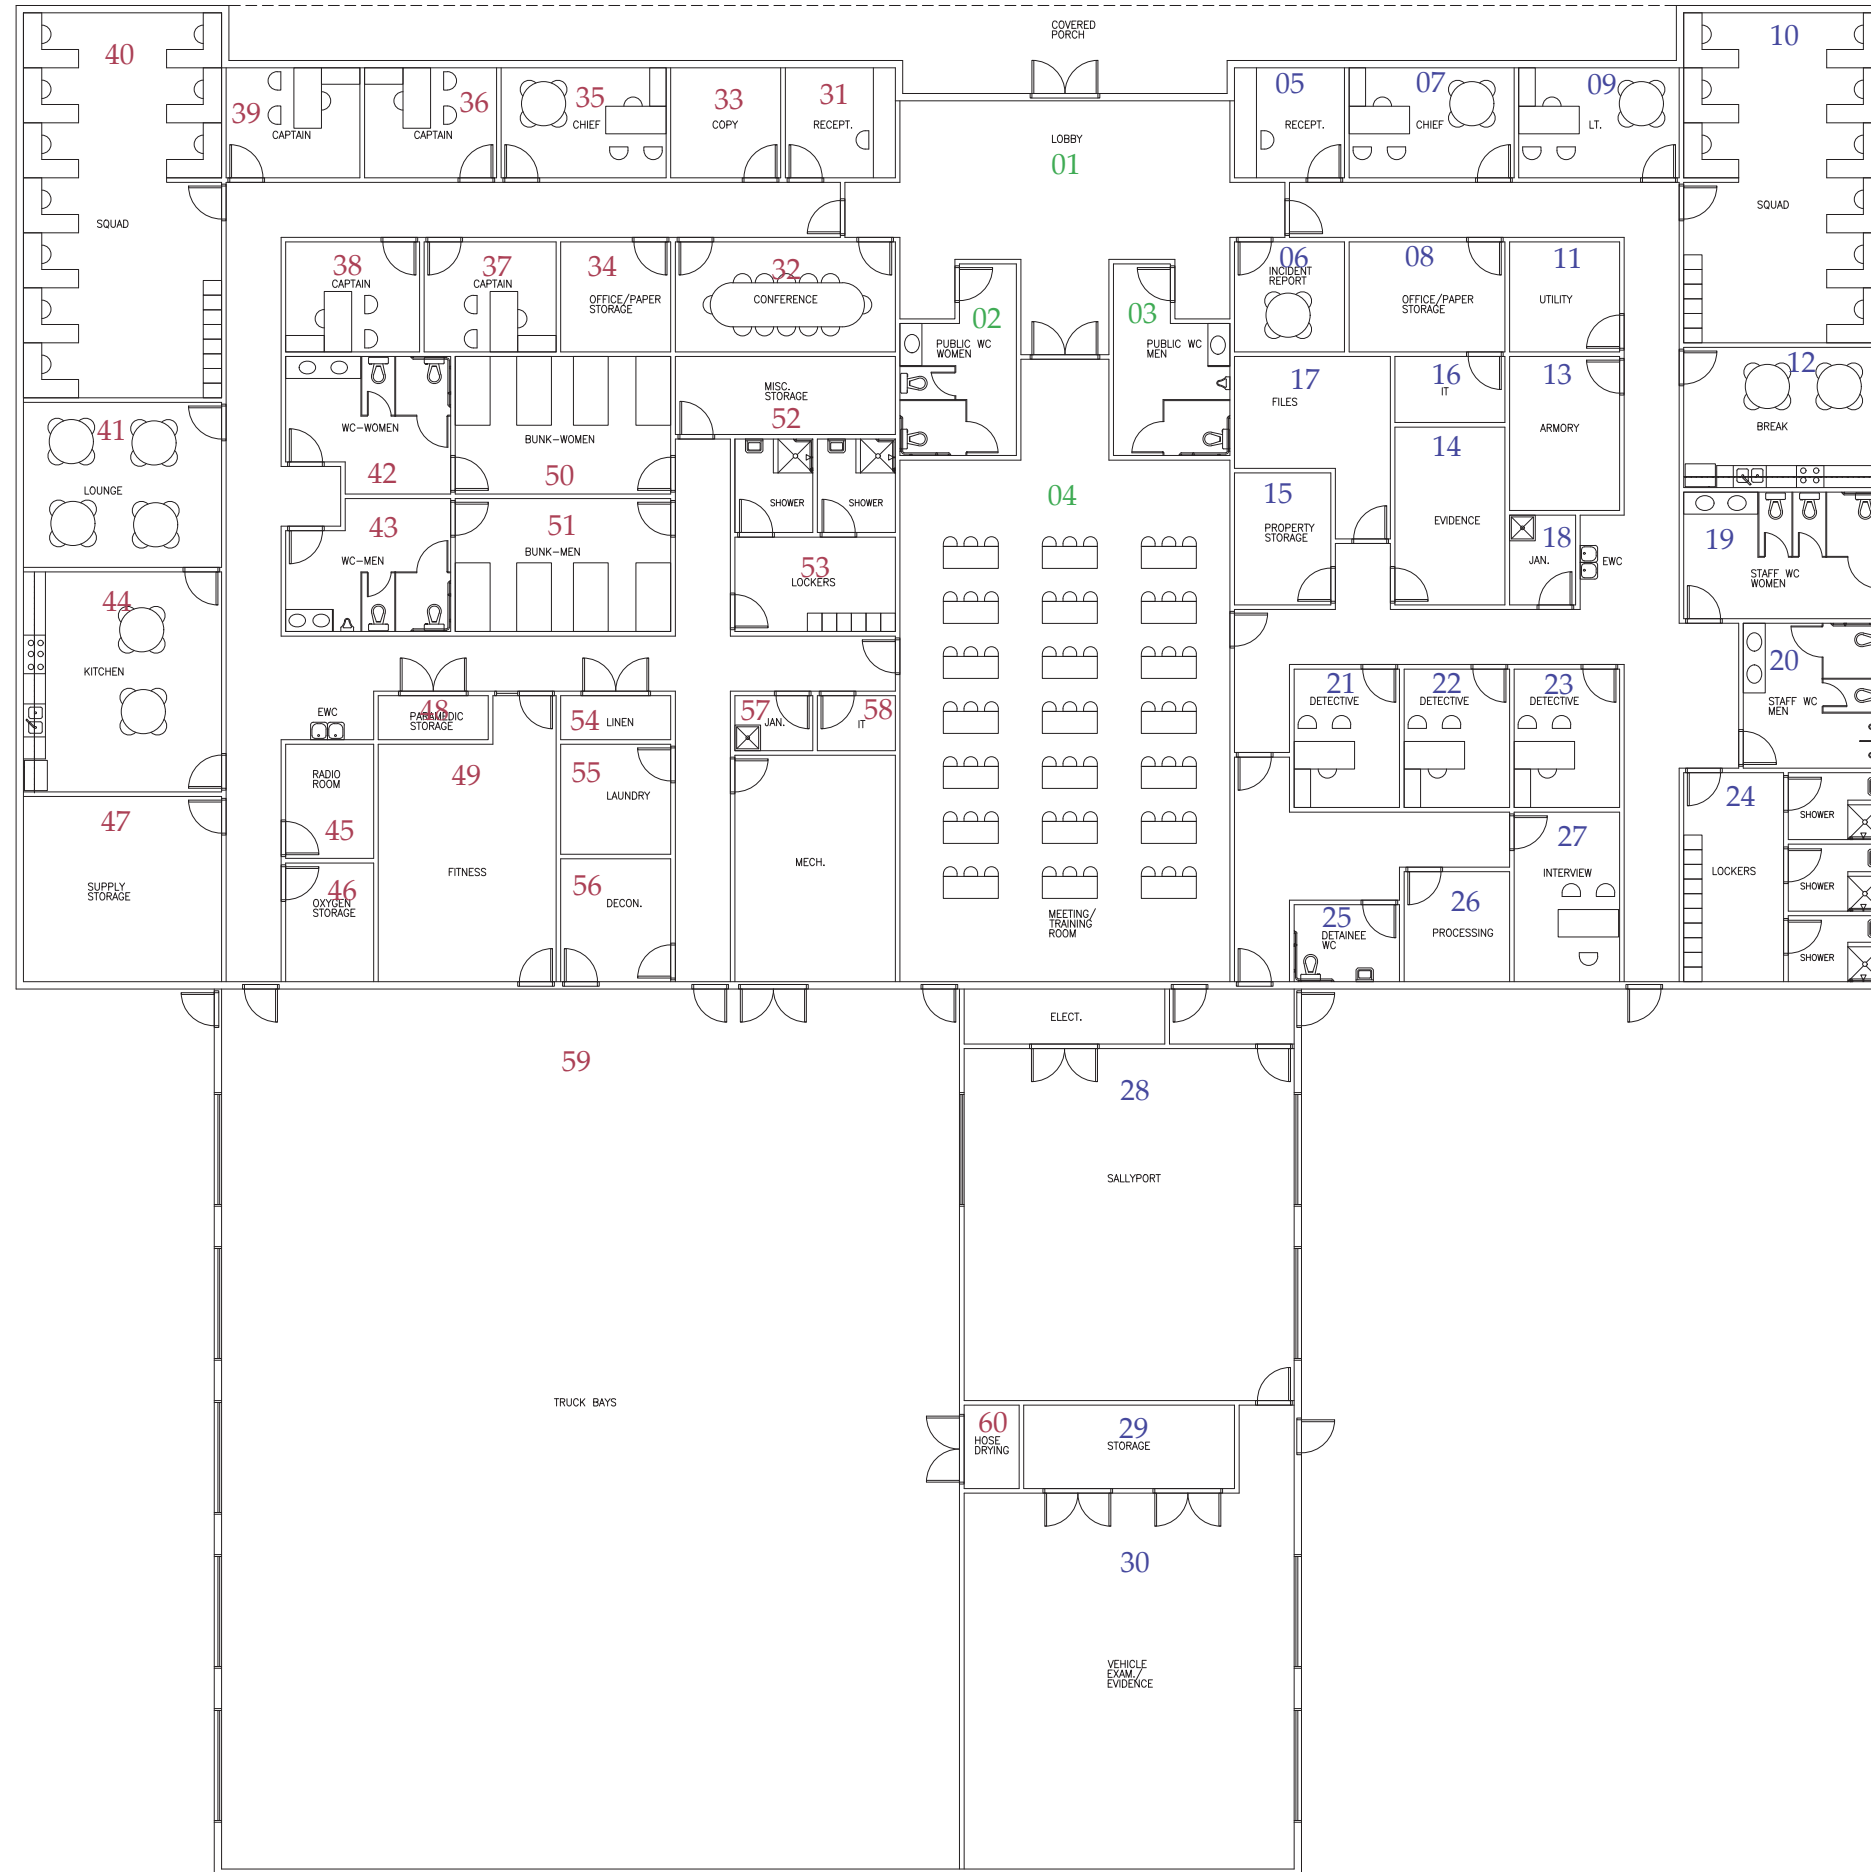 COVERED
PORCH
40
10
39
CAPTAIN
36
CAPTAIN
35
CHIEF
33
COPY
31
RECEPT.
LOBBY
01
05
RECEPT.
07
CHIEF
09
LT.
SQUAD
SQUAD
38
CAPTAIN
37
CAPTAIN
34
OFFICE/PAPER
STORAGE
32
CONFERENCE
02
PUBLIC WC
WOMEN
03
PUBLIC WC
MEN
06
INCIDENT
REPORT
08
OFFICE/PAPER
STORAGE
11
UTILITY
41
LOUNGE
WC-WOMEN
42
BUNK-WOMEN
50
MISC.
STORAGE
52
17
FILES
16
IT
13
ARMORY
12
BREAK
14
EVIDENCE
43
WC-MEN
51
BUNK-MEN
SHOWER
SHOWER
53
LOCKERS
04
15
PROPERTY
STORAGE
18
JAN.
EWC
19
STAFF WC
WOMEN
44
KITCHEN
20
STAFF WC
MEN
EWC
48
PARAMEDIC
STORAGE
54
LINEN
57
JAN.
58
IT
21
DETECTIVE
22
DETECTIVE
23
DETECTIVE
RADIO
ROOM
45
49
FITNESS
55
LAUNDRY
24
LOCKERS
SHOWER
SHOWER
SHOWER
47
SUPPLY
STORAGE
46
OXYGEN
STORAGE
56
DECON.
MECH.
MEETING/
TRAINING
ROOM
27
INTERVIEW
25
DETAINEE
WC
26
PROCESSING
59
ELECT.
28
SALLYPORT
TRUCK BAYS
60
HOSE
DRYING
29
STORAGE
30
VEHICLE
EXAM./
EVIDENCE